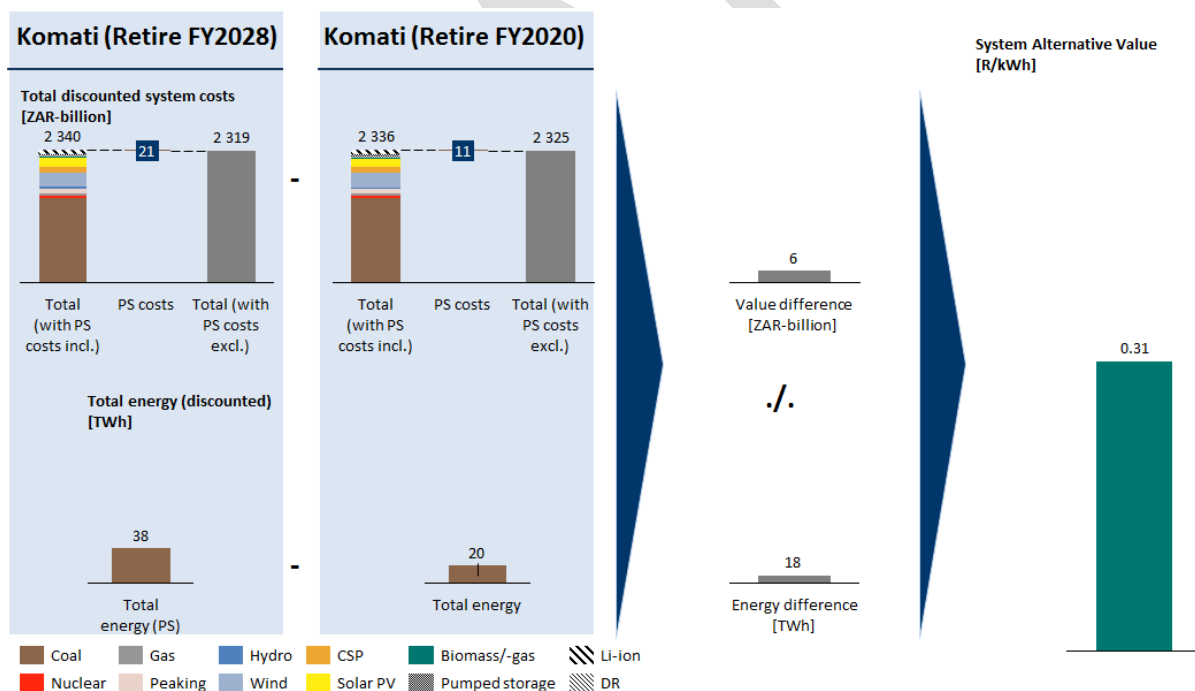 Komati (Retire FY2028)
Total discounted system costs
[ZAR-billion]
2 340
21
2 319
Total
(with PS
costs incl.)
PS costs
Total (with
PS costs
excl.)
Total energy (discounted)
[TWh]
38
Total
energy (PS)
-
-
Komati (Retire FY2020)
2 336
11
2 325
Total
(with PS
costs incl.)
PS costs
Total (with
PS costs
excl.)
20
Total energy
6
Value difference
[ZAR-billion]
./.
18
Energy difference
[TWh]
System Alternative Value
[R/kWh]
0.31
Coal
Gas
Hydro
CSP
Biomass/-gas
Li-ion
Nuclear
Peaking
Wind
Solar PV
Pumped storage
DR